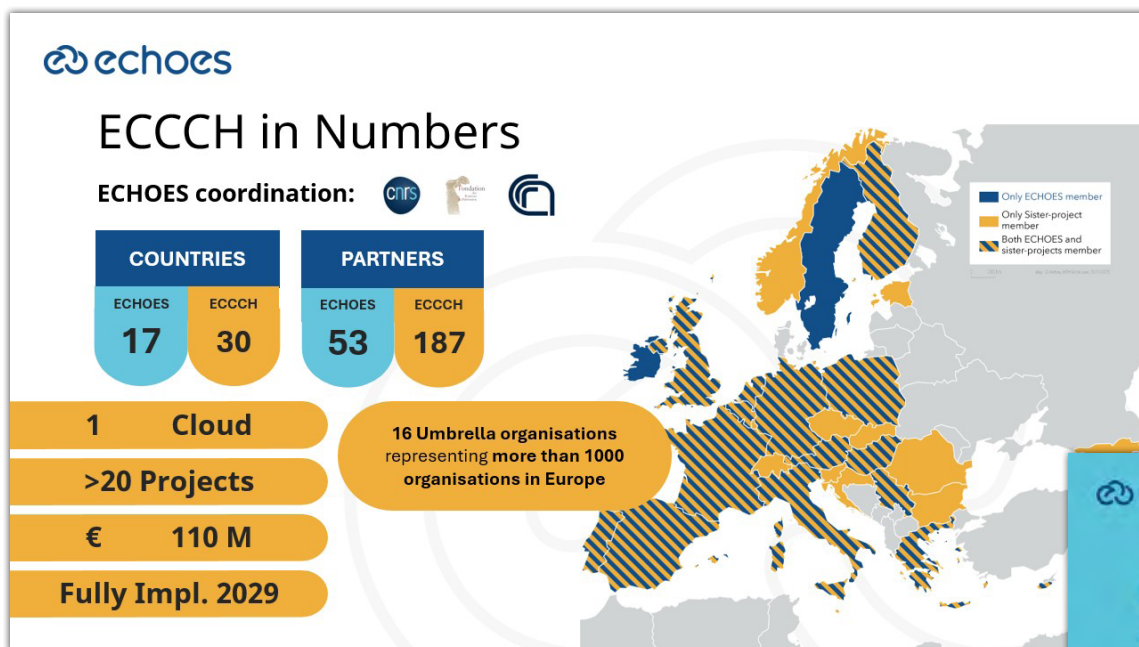 echoes
ECCCH in Numbers
ECHOES coordination:
cnrs
Fondation
COUNTRIES
PARTNERS
ECHOES
ECCCH
ECHOES
ECCCH
17
30
53
187
1 Cloud
>20 Projects
€ 110 M
Fully Impl. 2029
16 Umbrella organisations
representing more than 1000
organisations in Europe
Only ECHOES member
Only Sister-project
member
Both ECHOES and
sister-projects member